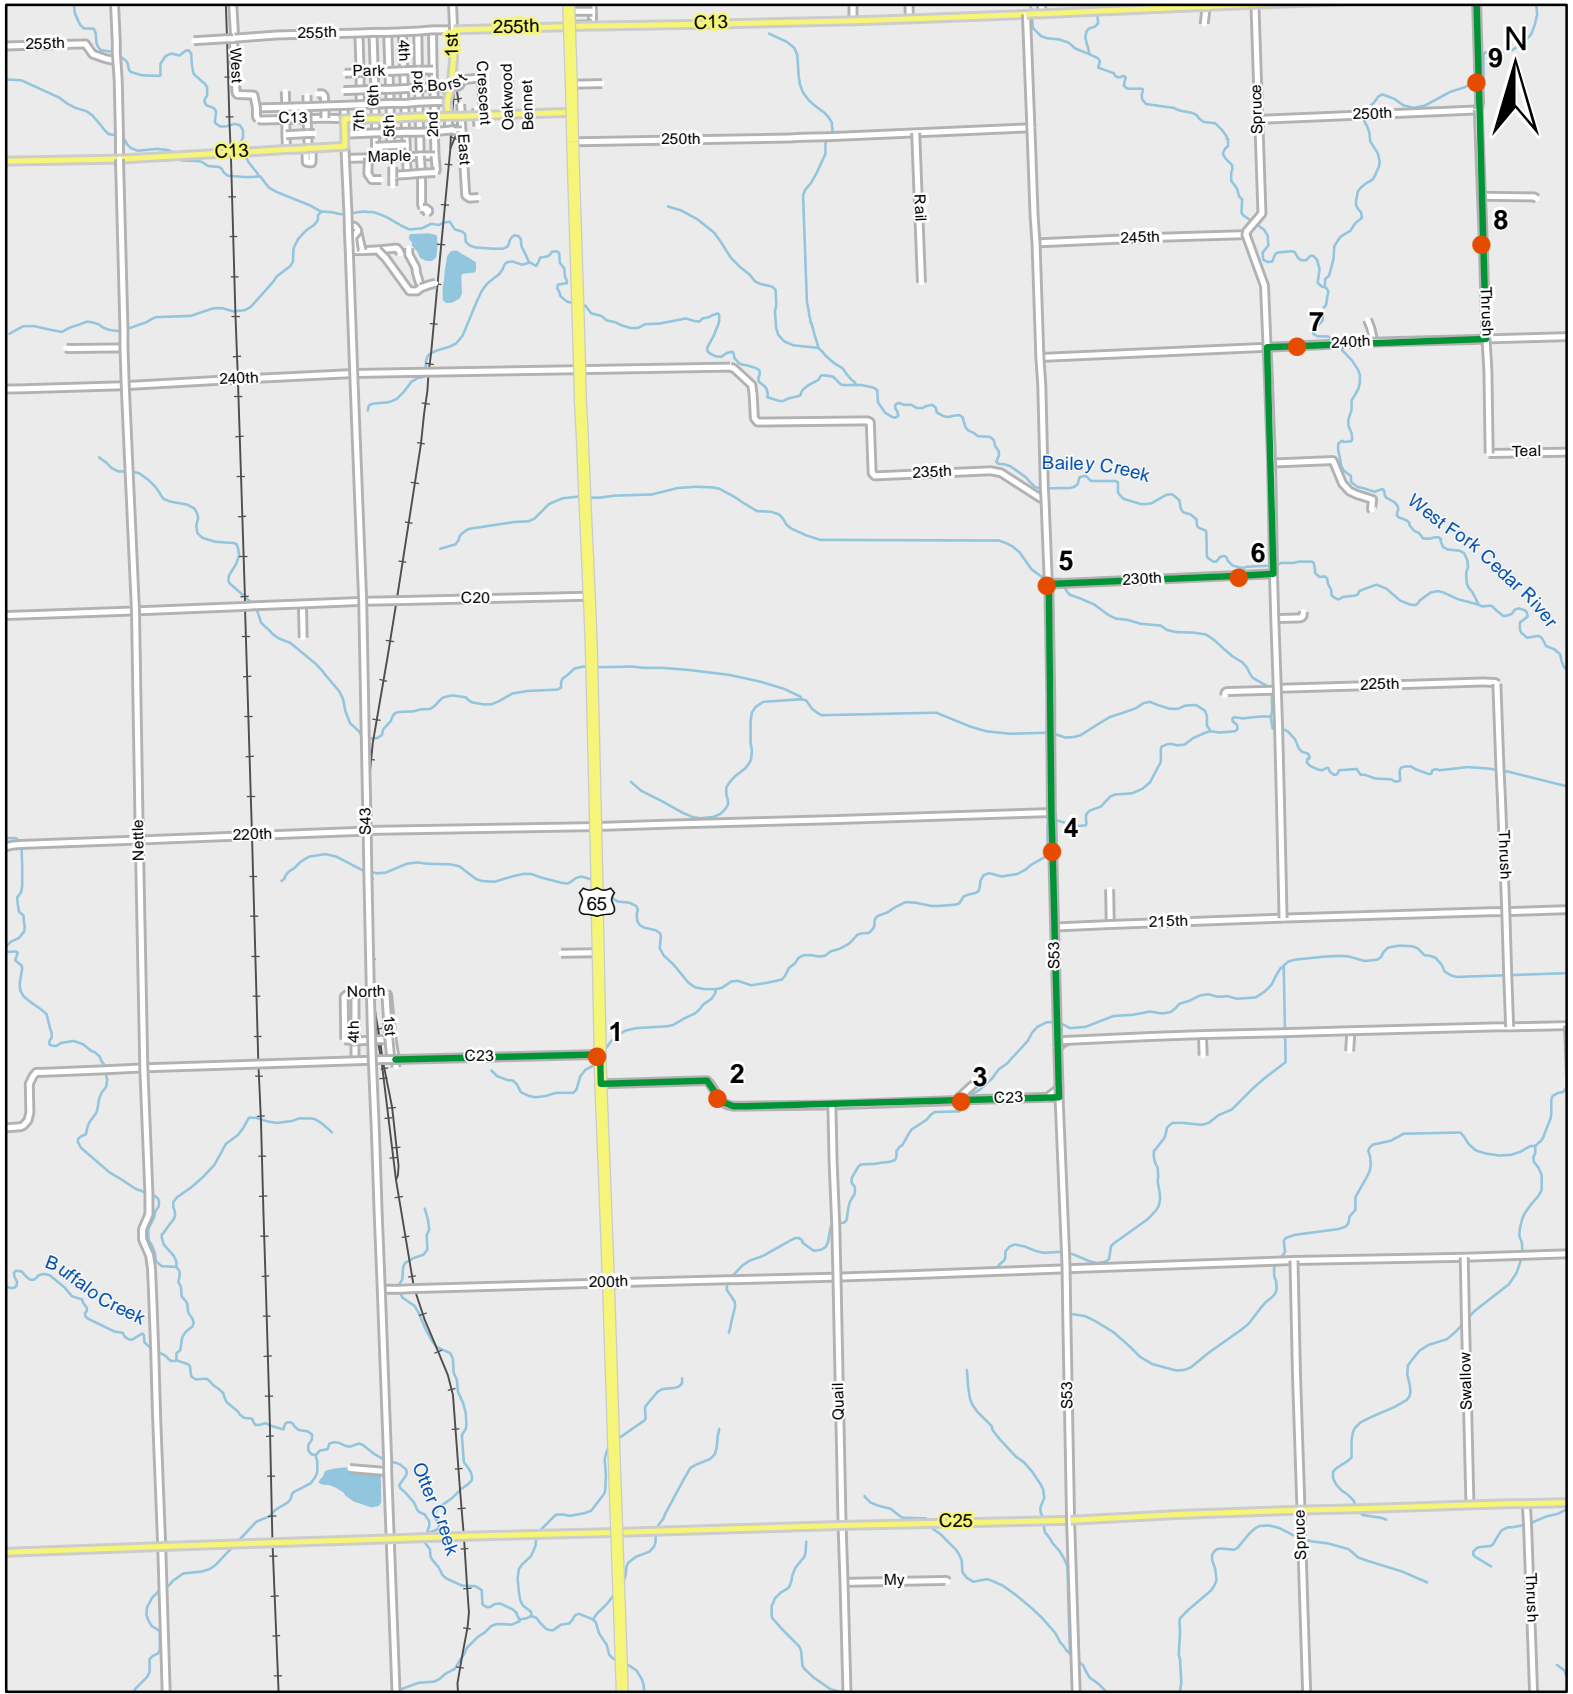 C13
255th
255th
255th
1st
9
N
West
4th
Park
3rd
Borst
Crescent
Oakwood
Bennet
6th
Spruce
C13
7th
5th
2nd
East
250th
250th
C13
Maple
Rail
8
245th
Thrush
7
240th
240th
Teal
235th
Bailey Creek
West Fork Cedar River
5
6
230th
C20
225th
S43
Nettle
220th
4
Thrush
65
215th
S53
North
4th
1st
1
C23
2
3
C23
Buffalo Creek
200th
Quail
S53
Swallow
Otter Creek
C25
Spruce
My
Thrush